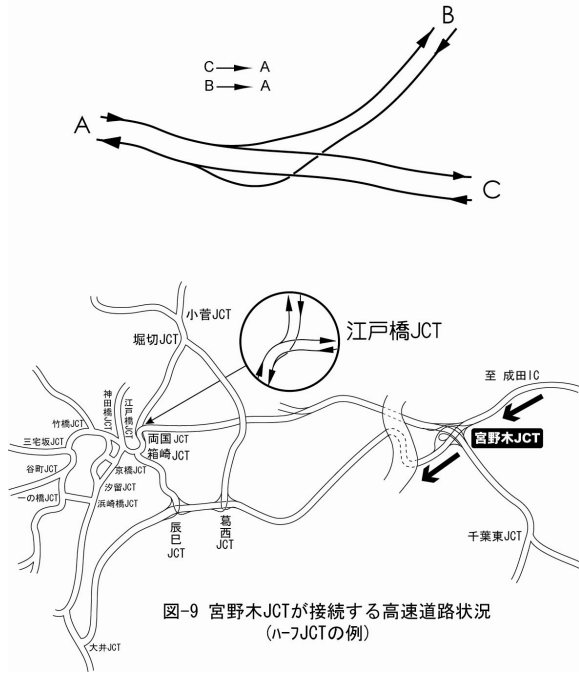 B
C → A
B → A
A
C
小菅JCT
堀切JCT
江戸橋JCT
至 成田IC
神田橋JCT
江戸橋JCT
竹橋JCT
三宅坂JCT
両国JCT
宮野木JCT
箱崎JCT
谷町JCT
京橋JCT
汐留JCT
一の橋JCT
浜崎橋JCT
辰巳JCT
葛西JCT
千葉東JCT
図-9 宮野木JCTが接続する高速道路状況
(ハーフJCTの例)
大井JCT